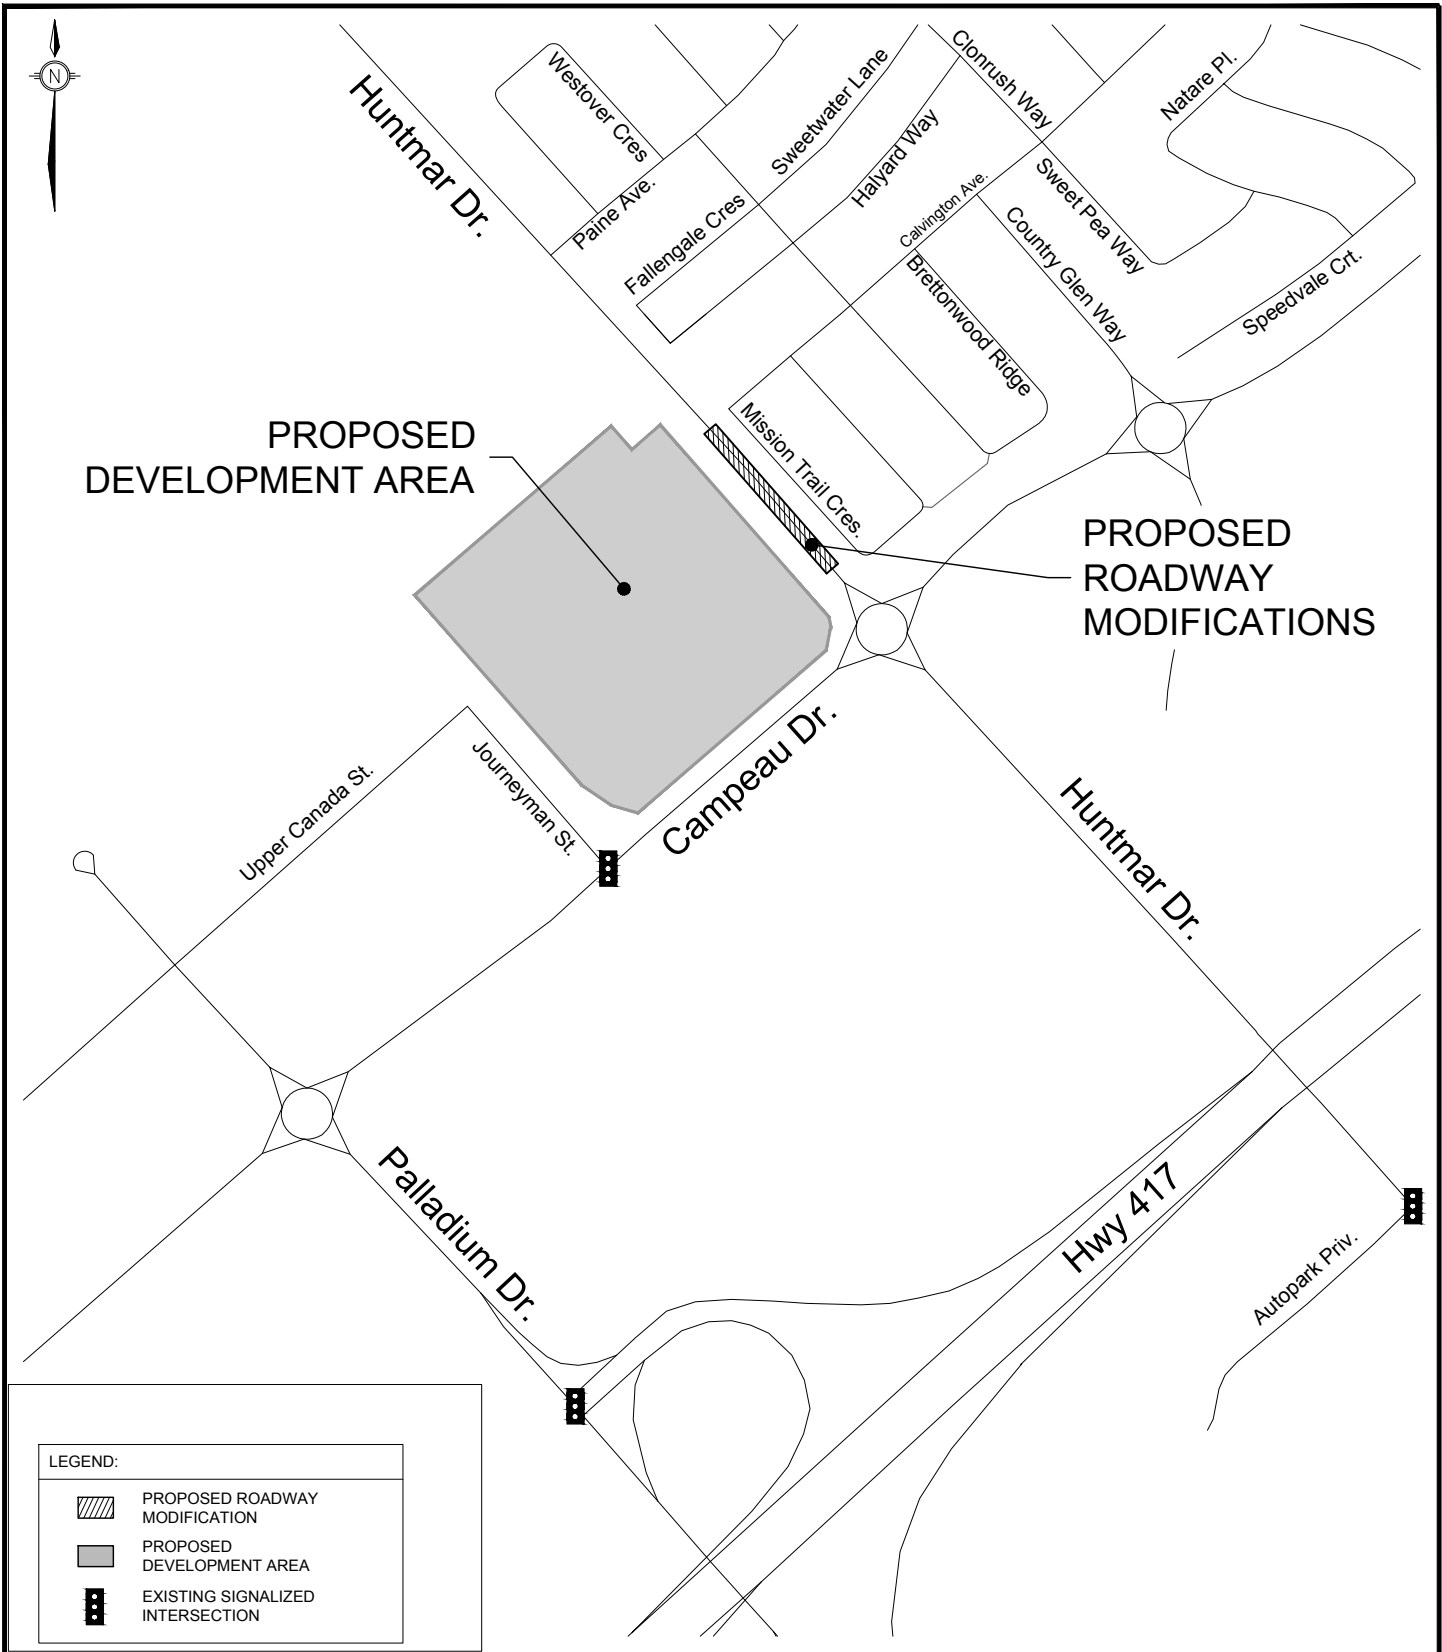 N
Huntmar Dr.
Westover Cres
Paine Ave.
Sweetwater Lane
Fallengale Cres
Halyard Way
Clonrush Way
Natare Pl.
Calvington Ave.
Sweet Pea Way
Country Glen Way
Brettonwood Ridge
Speedvale Crt.
Mission Trail Cres.
PROPOSED
DEVELOPMENT AREA
PROPOSED
ROADWAY
MODIFICATIONS
Campeau Dr.
Journeyman St.
Upper Canada St.
Huntmar Dr.
Palladium Dr.
Hwy 417
Autopark Priv.
LEGEND:
PROPOSED ROADWAY
MODIFICATION
PROPOSED
DEVELOPMENT AREA
EXISTING SIGNALIZED
INTERSECTION